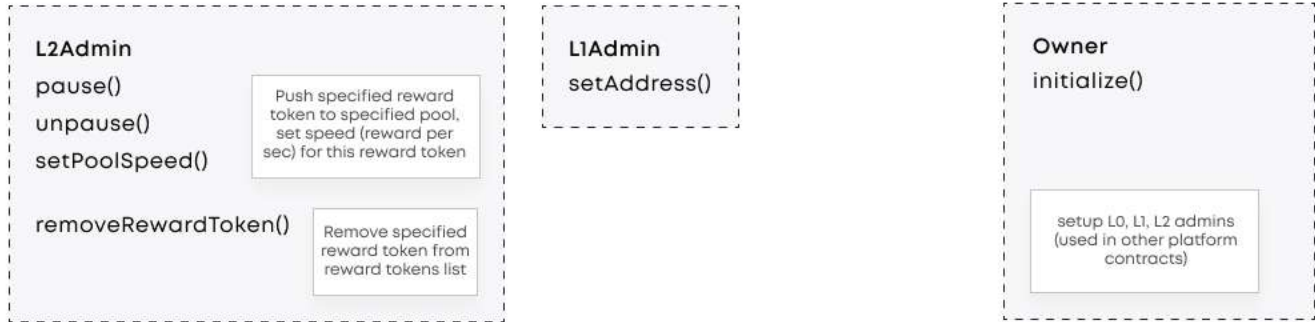 L2Admin
pause()
unpause()
setPoolSpeed()
Push specified reward
token to specified pool,
set speed (reward per
sec) for this reward token
removeRewardToken()
Remove specified
reward token from
reward tokens list
L1Admin
setAddress()
Owner
initialize()
setup L0, L1, L2 admins
(used in other platform
contracts)